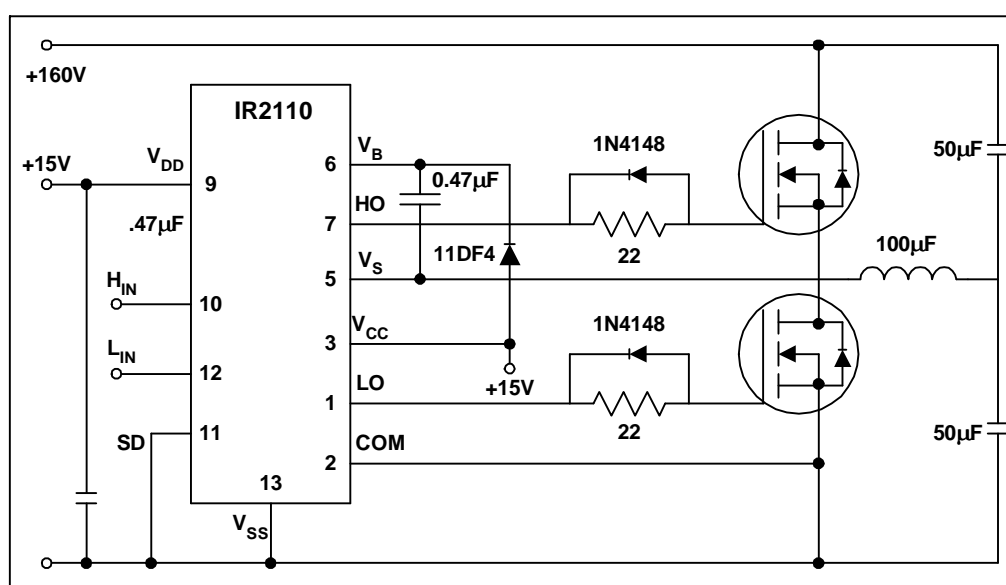 +160V
IR2110
+15V
V_DD
9
.47µF
H_IN
10
L_IN
12
SD
11
13
V_SS
V_B
6
0.47µF
HO
7
11DF4
V_S
5
V_CC
3
+15V
LO
1
COM
2
1N4148
22
1N4148
22
50µF
100µF
50µF